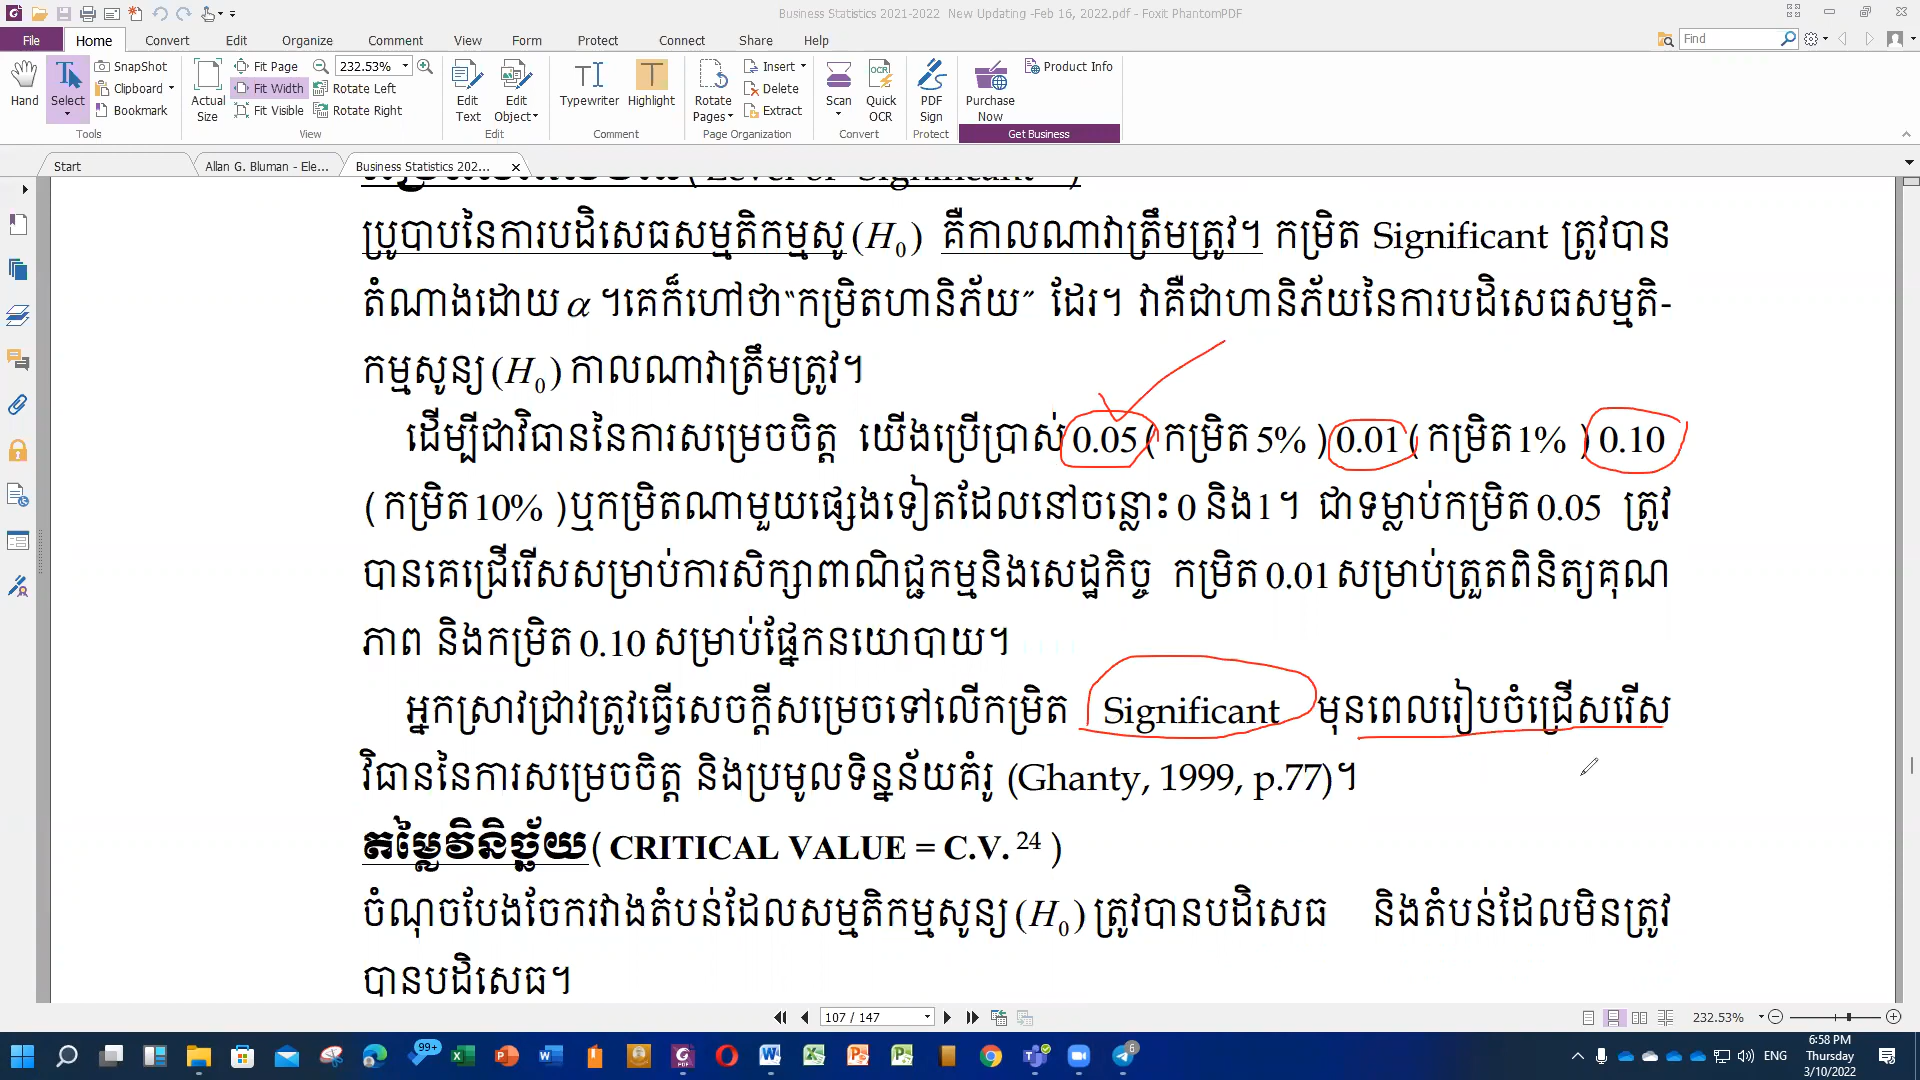 Business Statistics 2021-2022 New Updating -Feb 16, 2022.pdf - Foxit PhantomPDF
File Home Convert Edit Organize Comment View Form Protect Connect Share Help Find
Hand
Select
SnapShot
Clipboard
Bookmark
Tools
Actual Size
Fit Page
Fit Width
Fit Visible
232.53%
Rotate Left
Rotate Right
View
Edit Text
Edit Object
Edit
Typewriter
Highlight
Comment
Rotate Pages
Insert
Delete
Extract
Page Organization
Scan
Quick OCR
Convert
PDF Sign
Protect
Purchase Now
Product Info
Get Business
Start Allan G. Bluman - Ele... Business Statistics 202...
( Level of Significant )
ប្រូបាបនៃការបដិសេធសម្មតិកម្មសូ (H0) គឺកាលណាវាត្រឹមត្រូវ។ កម្រិត Significant ត្រូវបាន
តំណាងដោយ α ។គេក៏ហៅថា“កម្រិតហានិភ័យ” ដែរ។ វាគឺជាហានិភ័យនៃការបដិសេធសម្មតិ-
កម្មសូន្យ (H0) កាលណាវាត្រឹមត្រូវ។
ដើម្បីជាវិធាននៃការសម្រេចចិត្ត យើងប្រើប្រាស់ 0.05 (កម្រិត 5% ) 0.01 (កម្រិត 1% ) 0.10
(កម្រិត 10% )ឬកម្រិតណាមួយផ្សេងទៀតដែលនៅចន្លោះ 0 និង1។ ជាទម្លាប់កម្រិត 0.05 ត្រូវ
បានគេជ្រើរើសសម្រាប់ការសិក្សាពាណិជ្ជកម្មនិងសេដ្ឋកិច្ច កម្រិត 0.01 សម្រាប់ត្រួតពិនិត្យគុណ
ភាព និងកម្រិត 0.10 សម្រាប់ផ្នែកនយោបាយ។
អ្នកស្រាវជ្រាវត្រូវធ្វើសេចក្តីសម្រេចទៅលើកម្រិត Significant មុនពេលរៀបចំជ្រើសរើស
វិធាននៃការសម្រេចចិត្ត និងប្រមូលទិន្នន័យគំរូ (Ghanty, 1999, p.77)។
តម្លៃវិនិច្ឆ័យ ( CRITICAL VALUE = C.V. 24 )
ចំណុចបែងចែករវាងតំបន់ដែលសម្មតិកម្មសូន្យ (H0) ត្រូវបានបដិសេធ និងតំបន់ដែលមិនត្រូវ
បានបដិសេធ។
107 / 147 232.53%
99+ 6 ENG
6:58 PM
Thursday
3/10/2022